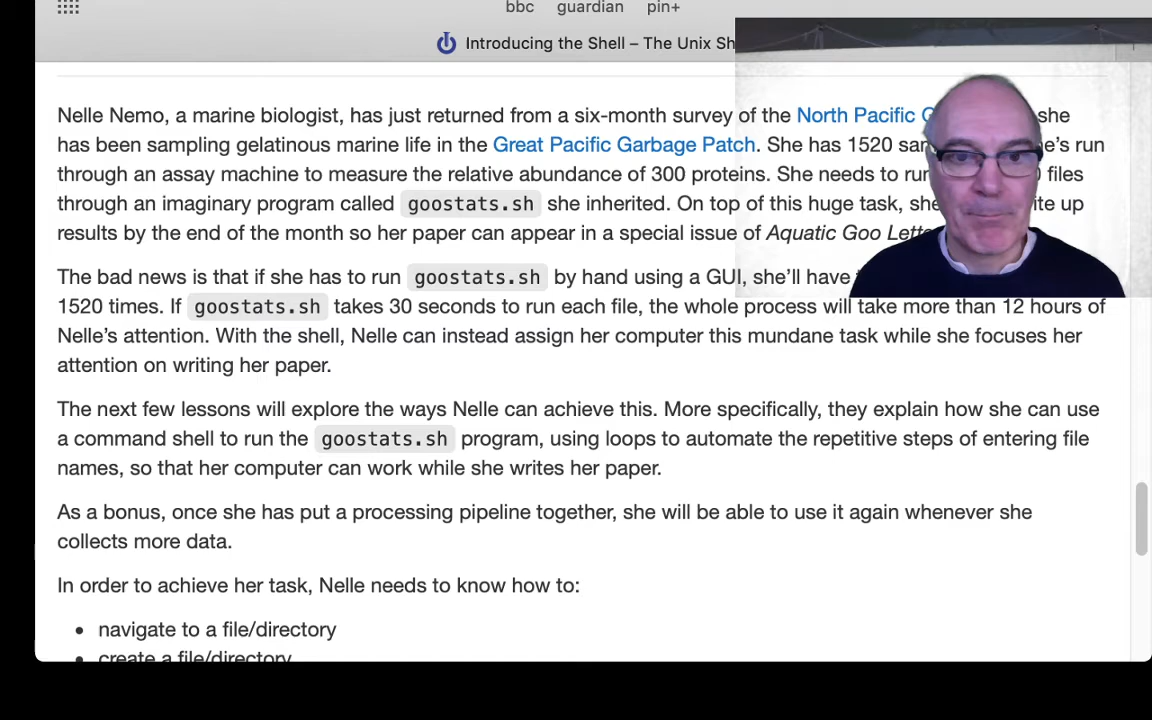 bbc guardian pin+
Introducing the Shell – The Unix Sh
Nelle Nemo, a marine biologist, has just returned from a six-month survey of the North Pacific she
has been sampling gelatinous marine life in the Great Pacific Garbage Patch. She has 1520 run
through an assay machine to measure the relative abundance of 300 proteins. She needs to run files
through an imaginary program called goostats.sh she inherited. On top of this huge task, she up
results by the end of the month so her paper can appear in a special issue of Aquatic Goo
The bad news is that if she has to run goostats.sh by hand using a GUI, she’ll have
1520 times. If goostats.sh takes 30 seconds to run each file, the whole process will take more than 12 hours of
Nelle’s attention. With the shell, Nelle can instead assign her computer this mundane task while she focuses her
attention on writing her paper.
The next few lessons will explore the ways Nelle can achieve this. More specifically, they explain how she can use
a command shell to run the goostats.sh program, using loops to automate the repetitive steps of entering file
names, so that her computer can work while she writes her paper.
As a bonus, once she has put a processing pipeline together, she will be able to use it again whenever she
collects more data.
In order to achieve her task, Nelle needs to know how to:
• navigate to a file/directory
• create a file/directory